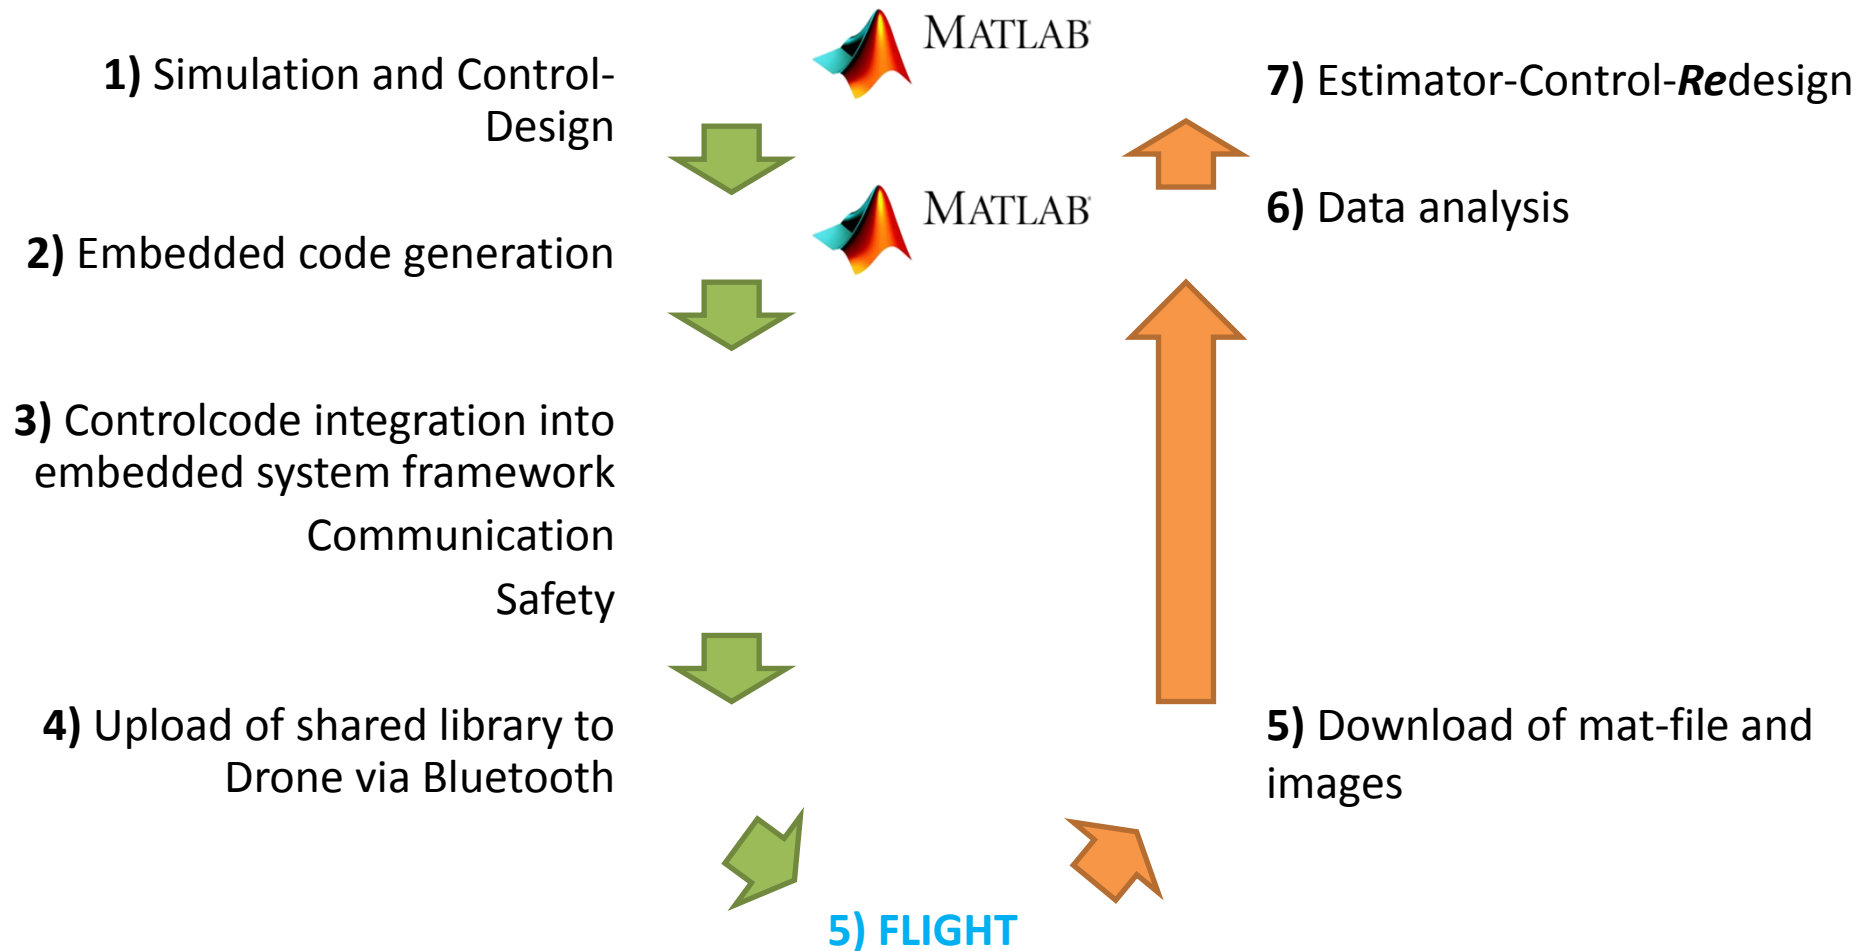 MATLAB
1) Simulation and Control-
Design
7) Estimator-Control-Redesign
MATLAB
6) Data analysis
2) Embedded code generation
3) Controlcode integration into
embedded system framework
Communication
Safety
4) Upload of shared library to
Drone via Bluetooth
5) Download of mat-file and
images
5) FLIGHT